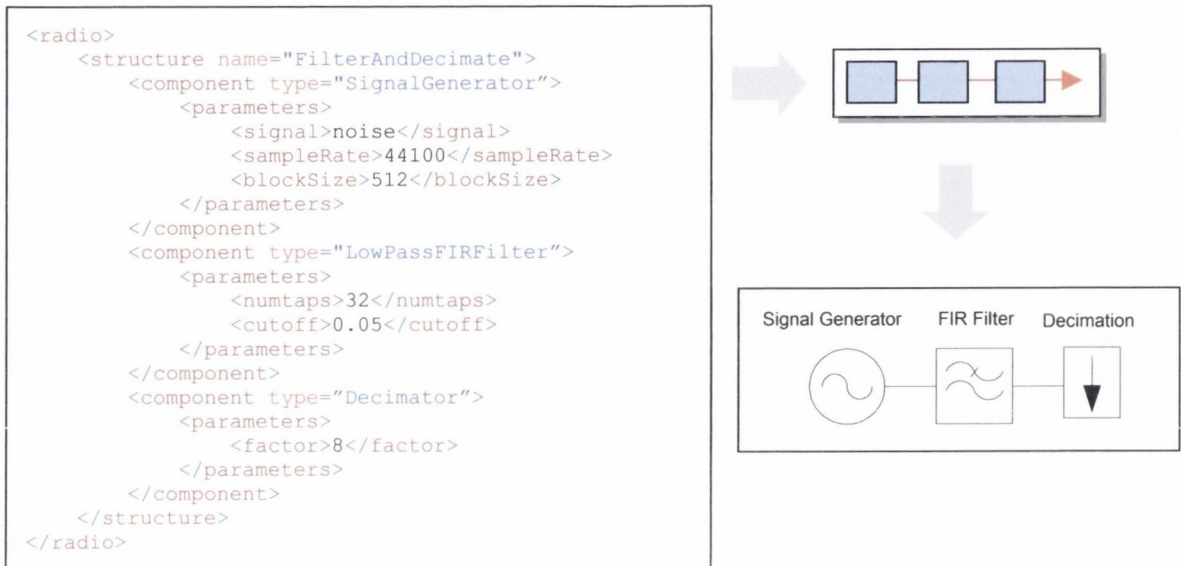 <radio>
    <structure name="FilterAndDecimate">
        <component type="SignalGenerator”>
            <parameters>
                <signal>noise</signal>
                <sampleRate>44100</sampleRate>
                <blockSize>512</blockSize>
            </parameters>
        </component>
        <component type="LowPassFIRFilter”>
            <parameters>
                <numtaps>32</numtaps>
                <cutoff>0.05</cutoff>
            </parameters>
        </component>
        <component type=”Decimator”>
            <parameters>
                <factor>8</factor>
            </parameters>
        </component>
    </structure>
</radio>
Signal Generator FIR Filter Decimation